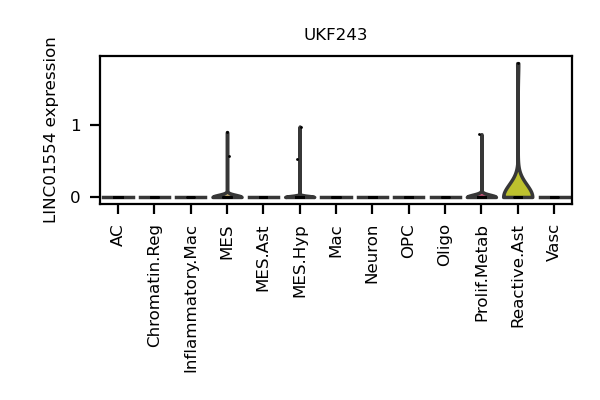 UKF243
LINC01554 expression
1
0
AC
Chromatin.Reg
Inflammatory.Mac
MES
MES.Ast
MES.Hyp
Mac
Neuron
OPC
Oligo
Prolif.Metab
Reactive.Ast
Vasc